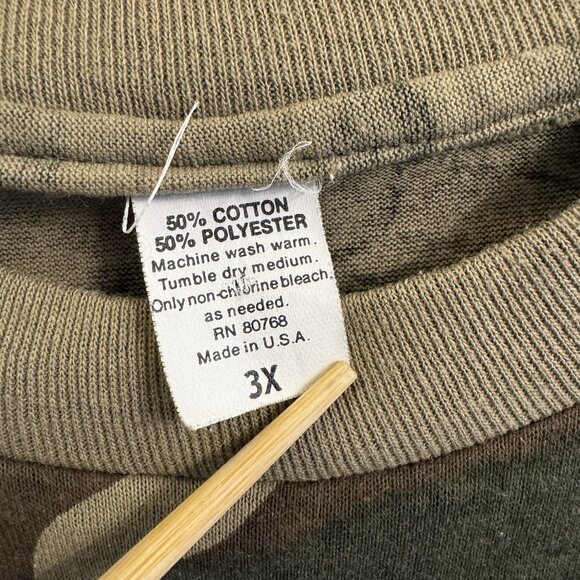 50% COTTON
50% POLYESTER
Machine wash warm.
Tumble dry medium.
Only non-chlorine bleach.
as needed.
RN 80768
Made in U.S.A.
3X